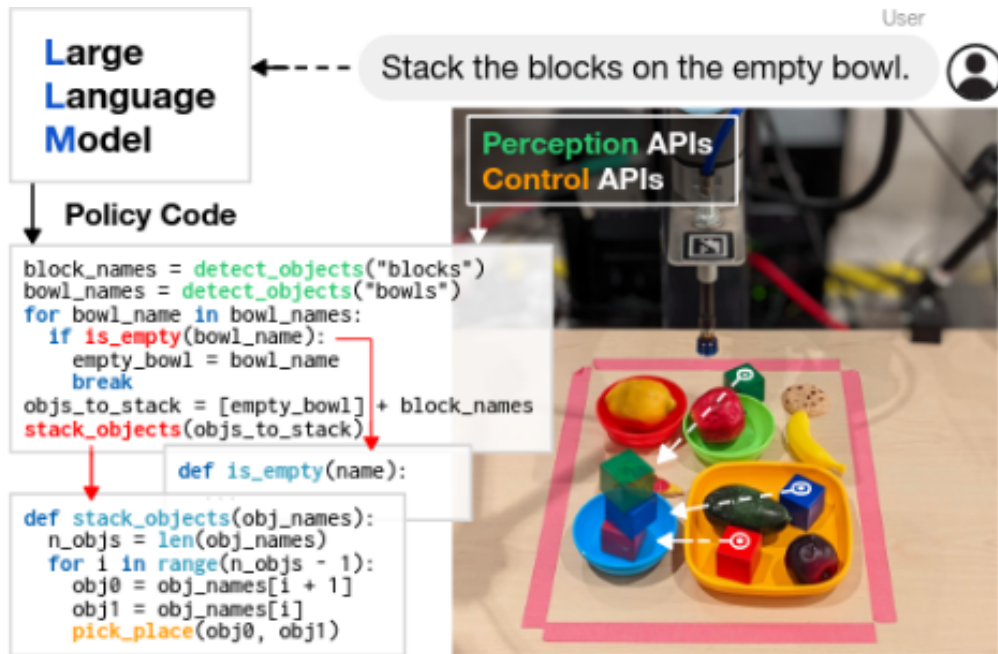 User
Stack the blocks on the empty bowl.
Large
Language
Model
Perception APIs
Control APIs
Policy Code
block_names = detect_objects("blocks")
bowl_names = detect_objects("bowls")
for bowl_name in bowl_names:
  if is_empty(bowl_name):
    empty_bowl = bowl_name
    break
objs_to_stack = [empty_bowl] + block_names
stack_objects(objs_to_stack)
def is_empty(name):
...
def stack_objects(obj_names):
  n_objs = len(obj_names)
  for i in range(n_objs - 1):
    obj0 = obj_names[i + 1]
    obj1 = obj_names[i]
    pick_place(obj0, obj1)